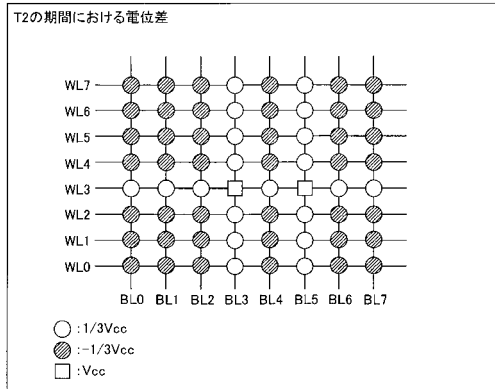 T2の期間における電位差
WL7
WL6
WL5
WL4
WL3
WL2
WL1
WL0
BL0 BL1 BL2 BL3 BL4 BL5 BL6 BL7
:1/3Vcc
:-1/3Vcc
:Vcc